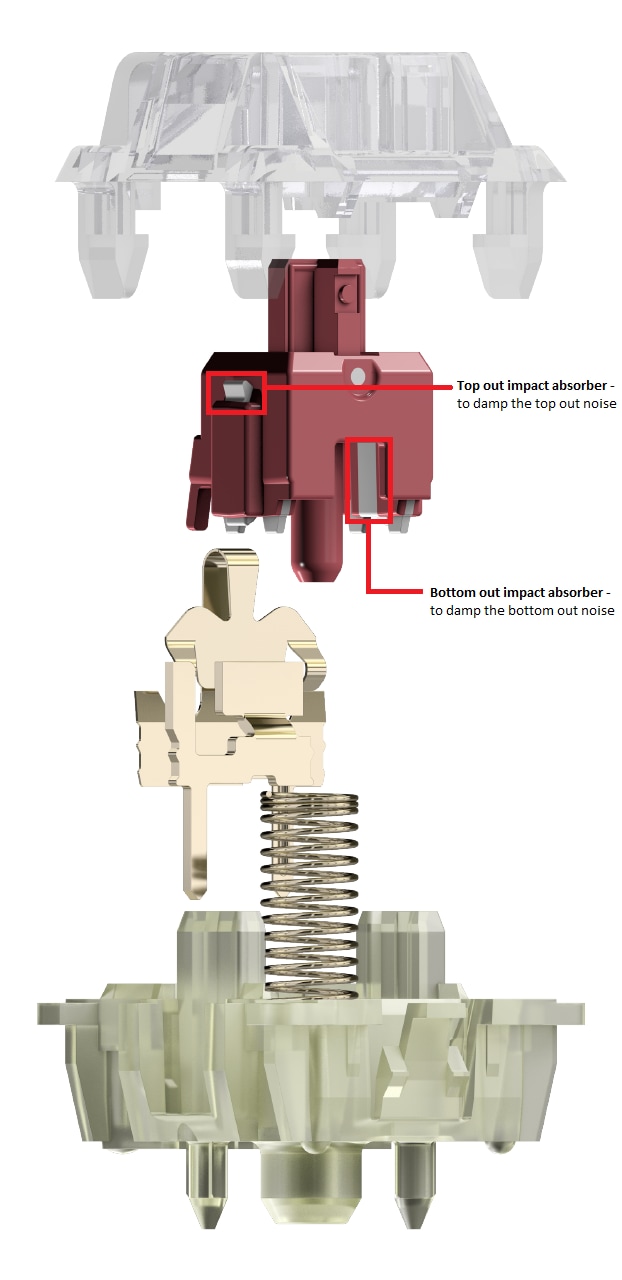 Top out impact absorber -
to damp the top out noise
Bottom out impact absorber -
to damp the bottom out noise